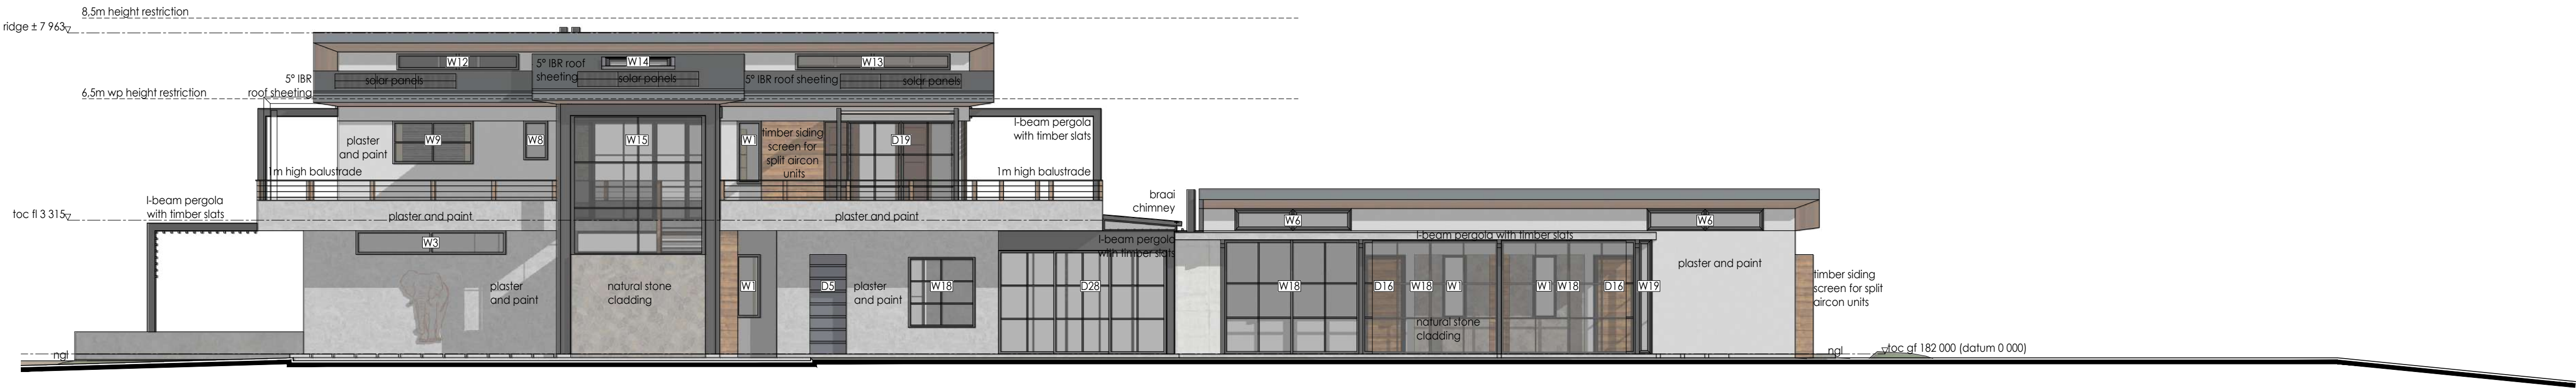 8,5m height restriction
ridge ± 7 963
W12
5° IBR roof
sheeting
W14
W13
5° IBR
roof sheeting
solar panels
solar panels
5° IBR roof sheeting
solar panels
6,5m wp height restriction
plaster
and paint
W9
W8
W15
W1
timber siding
screen for
split aircon
units
D19
I-beam pergola
with timber slats
1m high balustrade
1m high balustrade
I-beam pergola
with timber slats
braai
chimney
toc fl 3 315
plaster and paint
plaster and paint
W6
W6
W3
I-beam pergola
with timber slats
I-beam pergola with timber slats
plaster and paint
plaster
and paint
natural stone
cladding
W1
D5
plaster
and paint
W18
D28
W18
D16
W18
W1
W1
W18
D16
W19
timber siding
screen for split
aircon units
natural stone
cladding
ngl
ngl
toc gf 182 000 (datum 0 000)